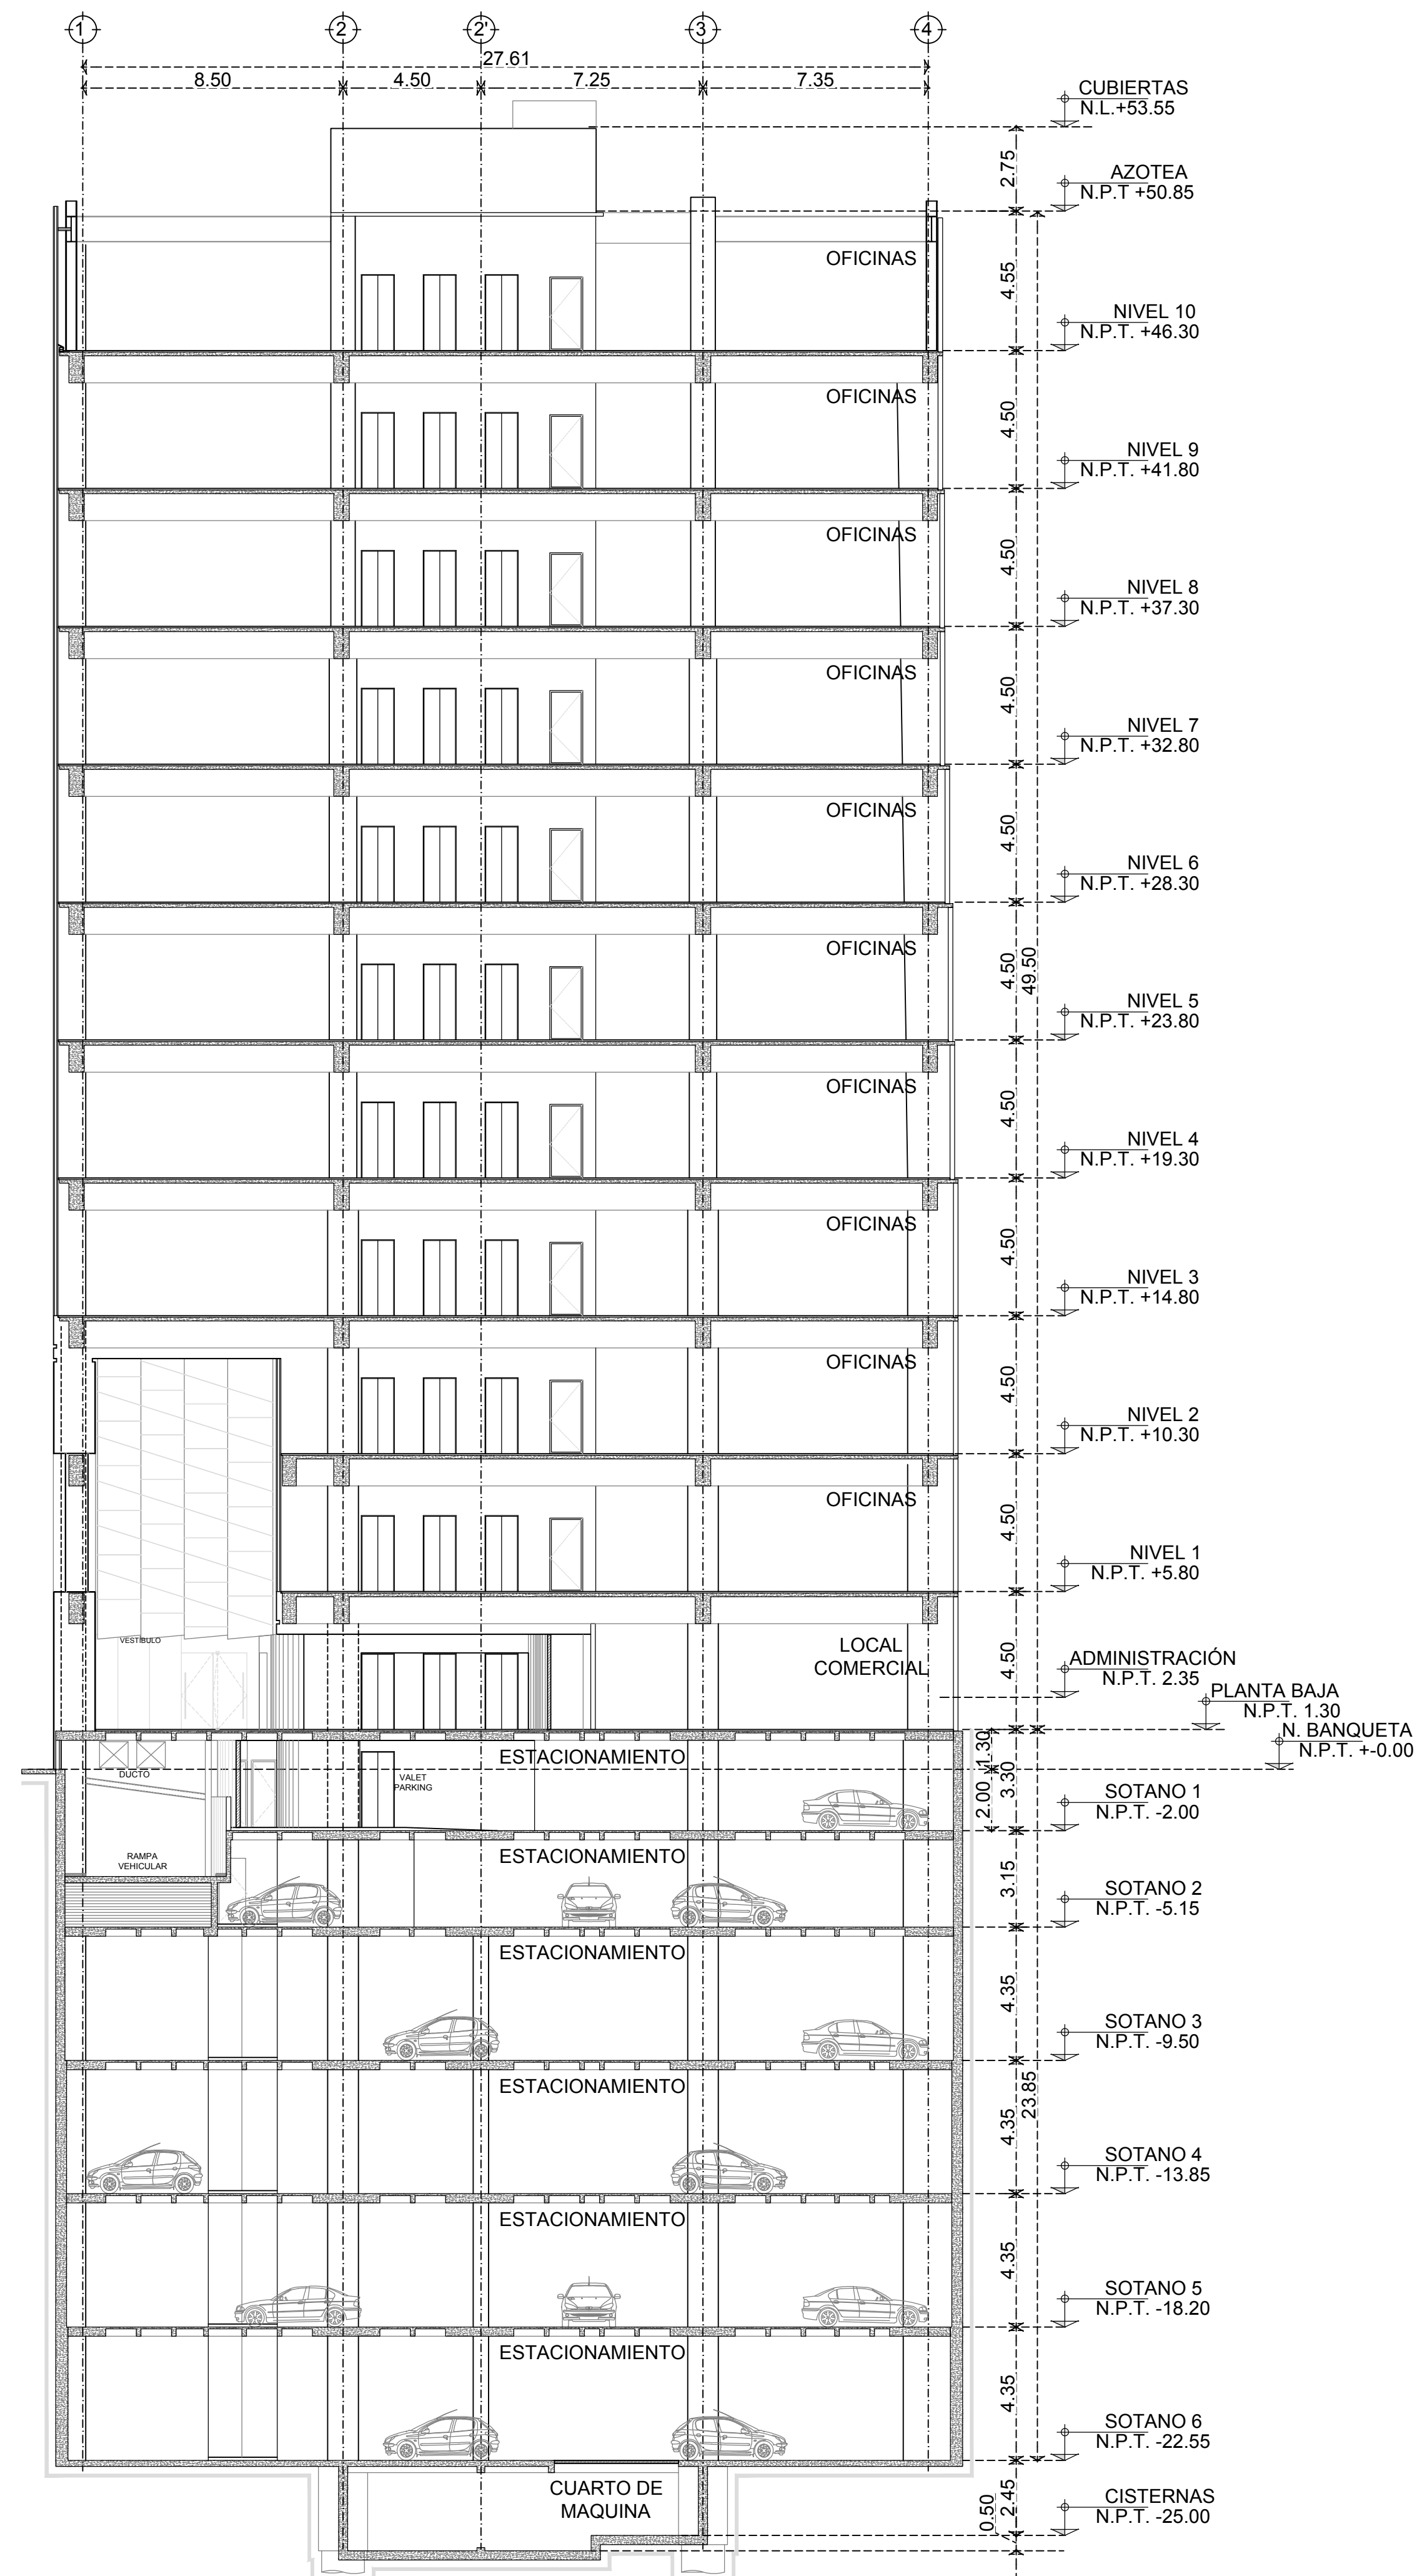 1 2 2' 3 4
27.61
8.50 4.50 7.25 7.35
CUBIERTAS
N.L.+53.55
2.75
AZOTEA
N.P.T +50.85
OFICINAS
4.55
NIVEL 10
N.P.T. +46.30
OFICINAS
4.50
NIVEL 9
N.P.T. +41.80
OFICINAS
4.50
NIVEL 8
N.P.T. +37.30
OFICINAS
4.50
NIVEL 7
N.P.T. +32.80
OFICINAS
4.50
NIVEL 6
N.P.T. +28.30
OFICINAS
4.50
49.50
NIVEL 5
N.P.T. +23.80
OFICINAS
4.50
NIVEL 4
N.P.T. +19.30
OFICINAS
4.50
NIVEL 3
N.P.T. +14.80
OFICINAS
4.50
NIVEL 2
N.P.T. +10.30
OFICINAS
4.50
NIVEL 1
N.P.T. +5.80
VESTIBULO
LOCAL
COMERCIAL
4.50
ADMINISTRACIÓN
N.P.T. 2.35
PLANTA BAJA
N.P.T. 1.30
N. BANQUETA
N.P.T. +-0.00
ESTACIONAMIENTO
1.30
DUCTO
VALET
PARKING
2.00
3.30
SOTANO 1
N.P.T. -2.00
RAMPA
VEHICULAR
ESTACIONAMIENTO
3.15
SOTANO 2
N.P.T. -5.15
ESTACIONAMIENTO
4.35
SOTANO 3
N.P.T. -9.50
ESTACIONAMIENTO
23.85
4.35
SOTANO 4
N.P.T. -13.85
ESTACIONAMIENTO
4.35
SOTANO 5
N.P.T. -18.20
ESTACIONAMIENTO
4.35
SOTANO 6
N.P.T. -22.55
CUARTO DE
MAQUINA
0.50
2.45
CISTERNAS
N.P.T. -25.00